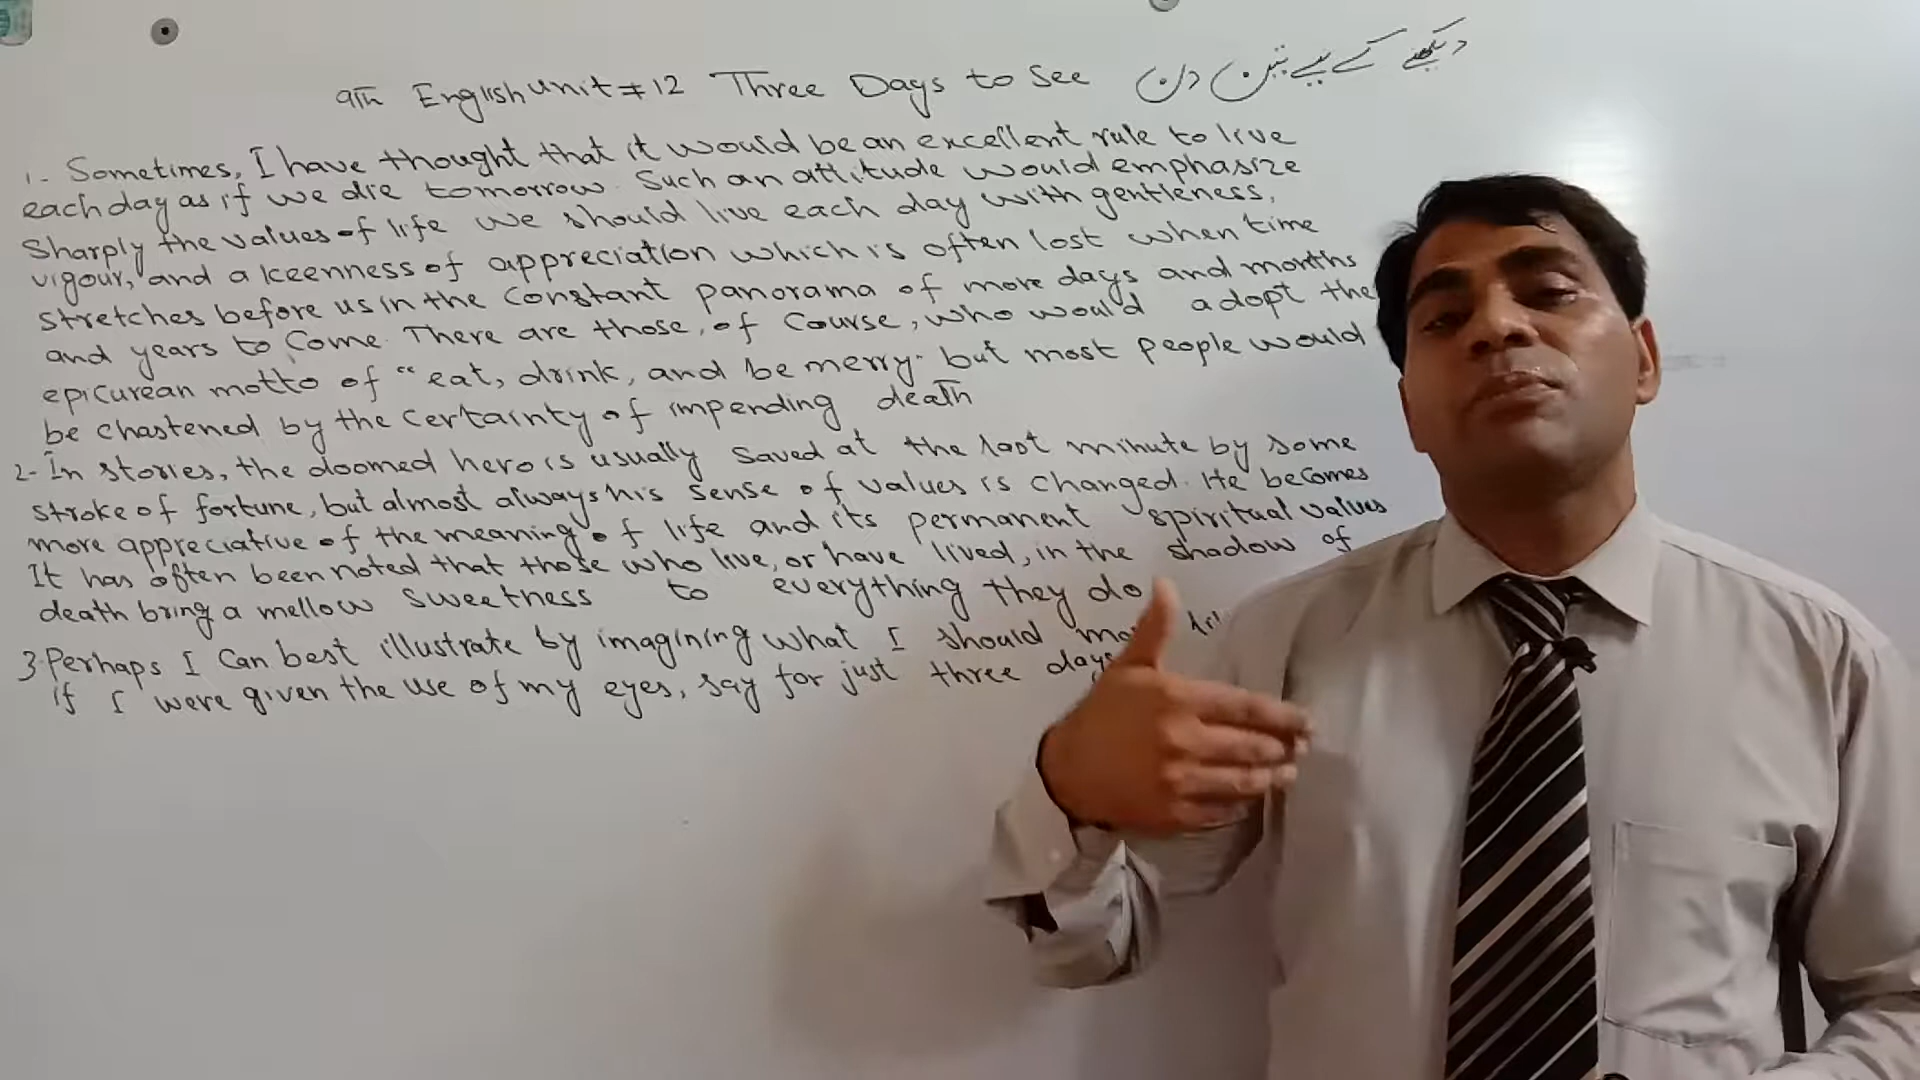 9Th English unit # 12 Three Days to See دیکھنے کے لیے تین دن
1- Sometimes, I have thought that it would be an excellent rule to live
each day as if we die tomorrow. Such an attitude would emphasize
Sharply the values of life we should live each day with gentleness,
vigour, and a keenness of appreciation which is often lost when time
stretches before us in the constant panorama of more days and months
and years to come. There are those, of course, who would adopt the
epicurean motto of "eat, drink, and be merry. but most people would
be chastened by the certainty of impending death
2- In stories, the doomed hero is usually saved at the last minute by some
stroke of fortune, but almost always his sense of values is changed. He becomes
more appreciative of the meaning of life and its permanent spiritual values
It has often been noted that those who live, or have lived, in the shadow of
death bring a mellow sweetness to everything they do
3- Perhaps I can best illustrate by imagining what I should
if I were given the use of my eyes, say for just three days